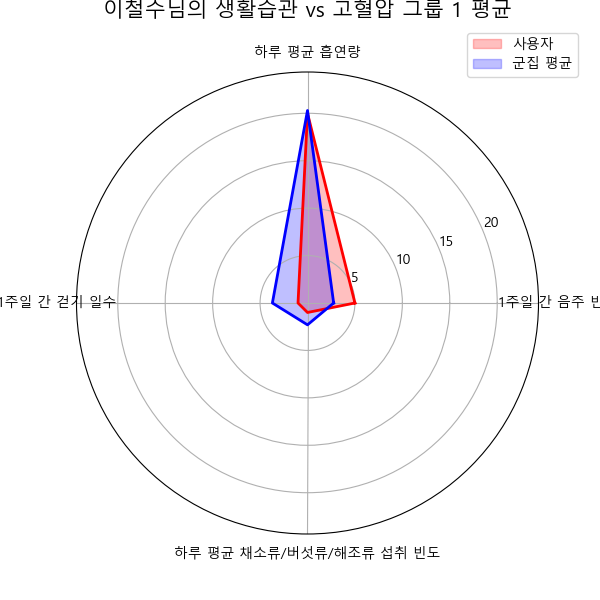 이철수님의 생활습관 vs 고혈압 그룹 1 평균
사용자
군집 평균
하루 평균 흡연량
20
15
10
5
1주일 간 걷기 일수
1주일 간 음주 빈
하루 평균 채소류/버섯류/해조류 섭취 빈도